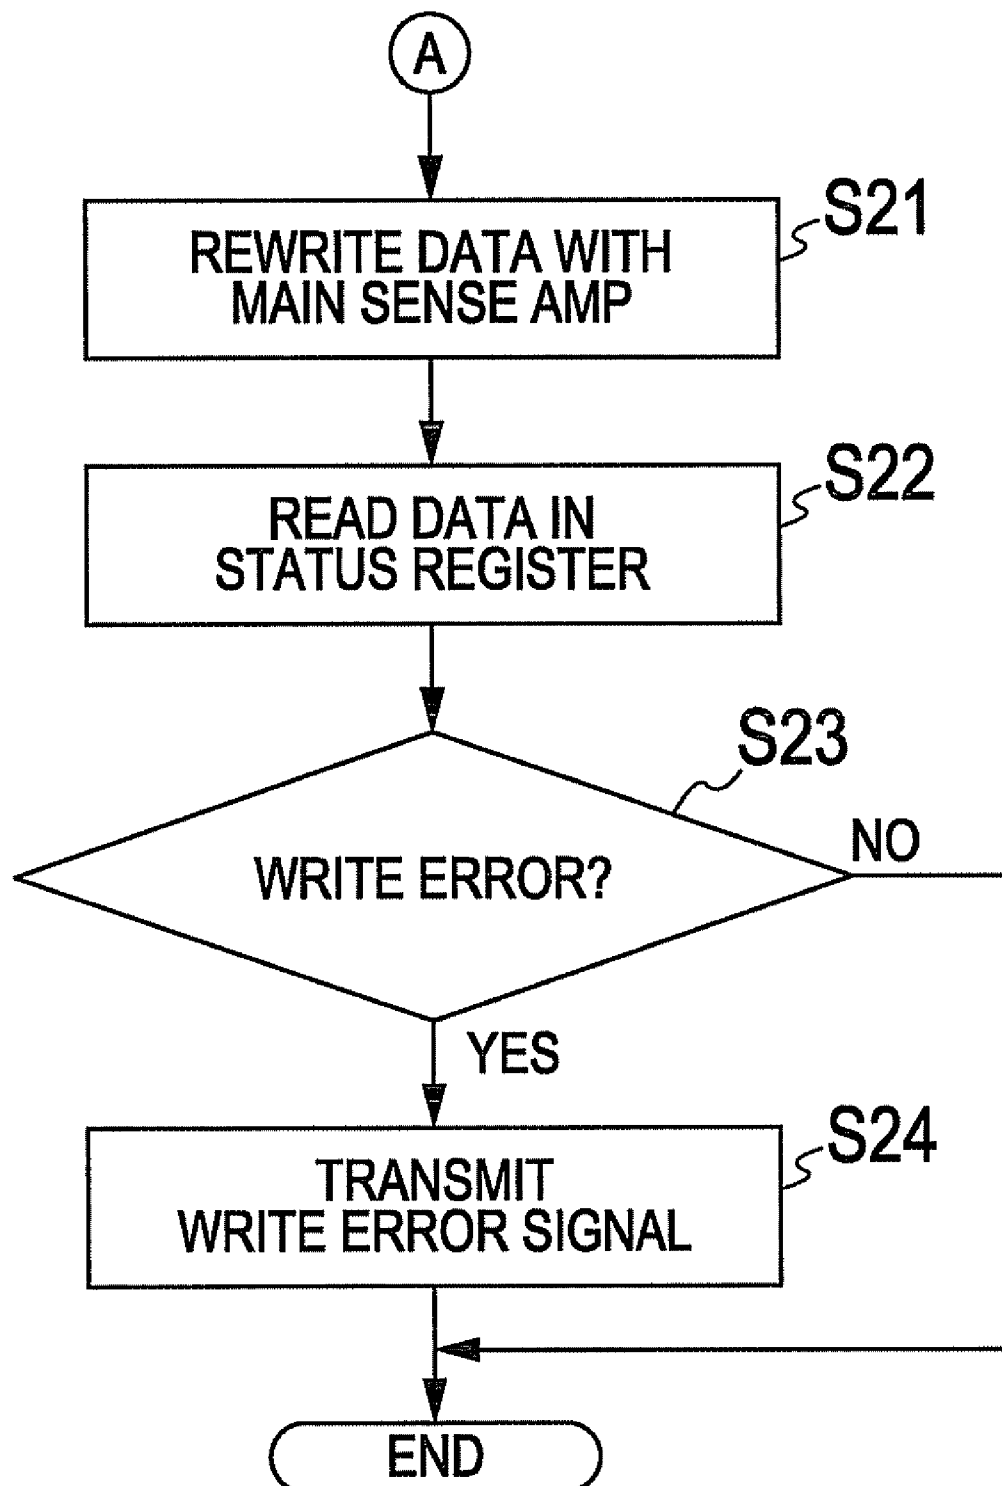 A
S21
REWRITE DATA WITH
MAIN SENSE AMP
S22
READ DATA IN
STATUS REGISTER
S23
NO
WRITE ERROR?
YES
S24
TRANSMIT
WRITE ERROR SIGNAL
END